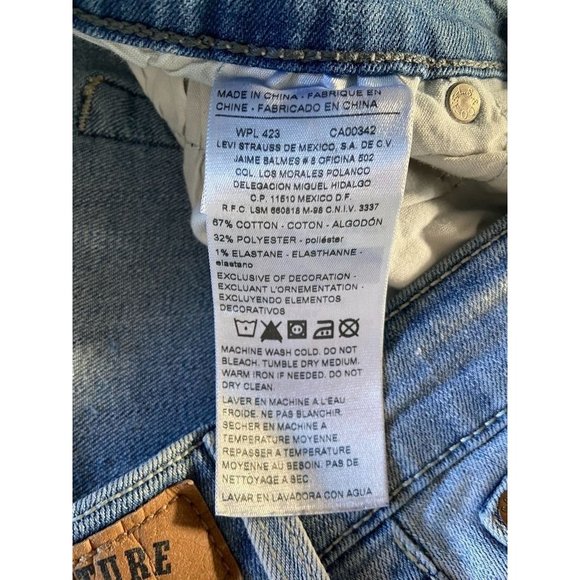 MADE IN CHINA - FABRIQUE EN
CHINE - FABRICADO EN CHINA
WPL 423 CA00342
LEVI STRAUSS DE MEXICO, S.A. DE C.V
JAIME BALMES # 8 OFICINA 502
COL. LOS MORALES POLANCO
DELEGACION MIGUEL HIDALGO
C.P. 11510 MEXICO D.F.
R.F.C. LSM 660818 M-98 C.N.I.V. 3337
67% COTTON - COTON - ALGODÓN
32% POLYESTER - poliéster
1% ELASTANE - ELASTHANNE -
elastano
EXCLUSIVE OF DECORATION -
EXCLUANT L'ORNEMENTATION -
EXCLUYENDO ELEMENTOS
DECORATIVOS
MACHINE WASH COLD. DO NOT
BLEACH. TUMBLE DRY MEDIUM.
WARM IRON IF NEEDED. DO NOT
DRY CLEAN.
LAVER EN MACHINE A L'EAU
FROIDE. NE PAS BLANCHIR.
SECHER EN MACHINE A
TEMPERATURE MOYENNE.
REPASSER A TEMPERATURE
MOYENNE AU BESOIN. PAS DE
NETTOYAGE A SEC.
LAVAR EN LAVADORA CON AGUA
TURE